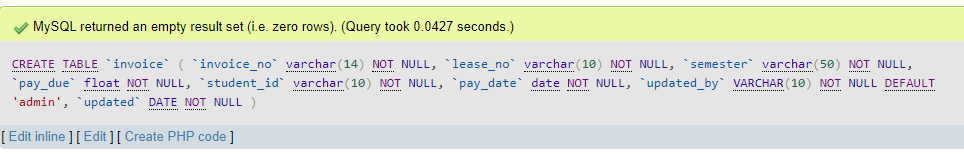 MySQL returned an empty result set (i.e. zero rows). (Query took 0.0427 seconds.)
CREATE TABLE `invoice` ( `invoice_no` varchar(14) NOT NULL, `lease_no` varchar(10) NOT NULL, `semester` varchar(50) NOT NULL,
`pay_due` float NOT NULL, `student_id` varchar(10) NOT NULL, `pay_date` date NOT NULL, `updated_by` VARCHAR(10) NOT NULL DEFAULT
'admin', `updated` DATE NOT NULL )
[ Edit inline ] [ Edit ] [ Create PHP code ]